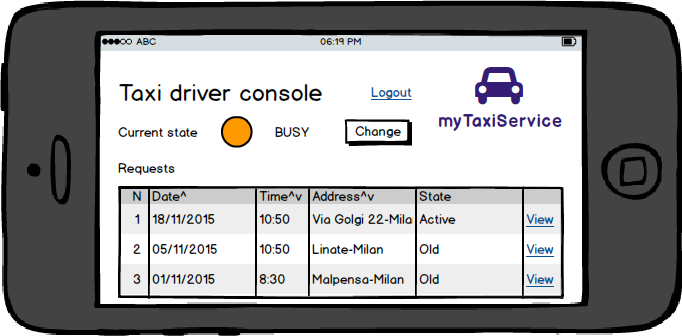 ABC 06:19 PM
Taxi driver console Logout
myTaxiService
Current state BUSY Change
Requests
N Date^ Time^v Address^v State
1 18/11/2015 10:50 Via Golgi 22-Mila Active View
2 05/11/2015 10:50 Linate-Milan Old View
3 01/11/2015 8:30 Malpensa-Milan Old View